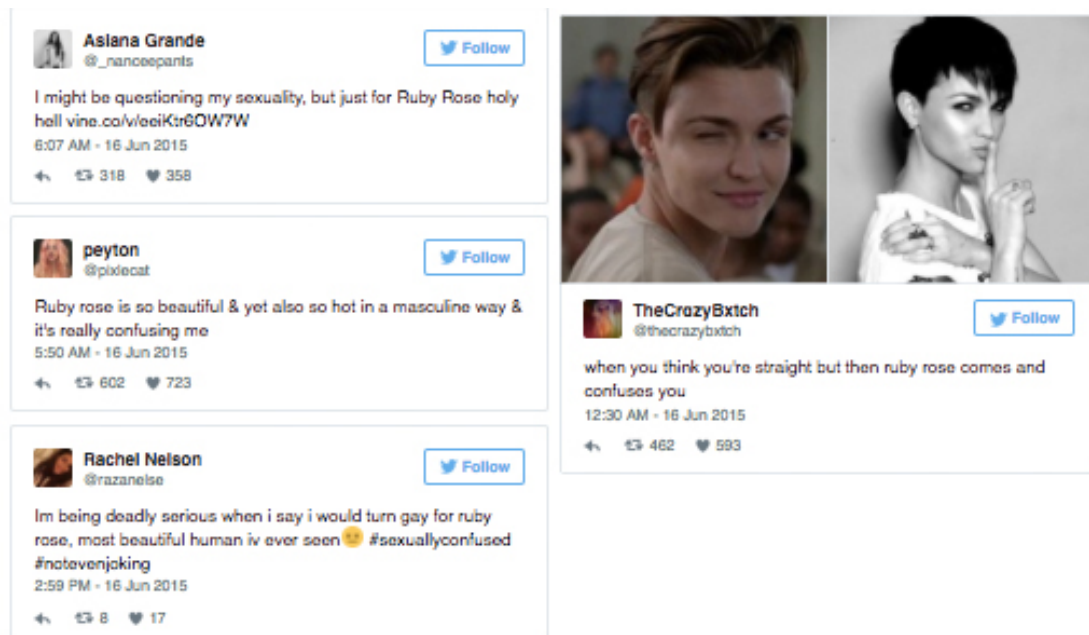 Asiana Grande
@_nanceepants
Follow
I might be questioning my sexuality, but just for Ruby Rose holy
hell vine.co/v/eeiKtr6OW7W
6:07 AM - 16 Jun 2015
318 358
peyton
@pixiecat
Follow
Ruby rose is so beautiful & yet also so hot in a masculine way &
it's really confusing me
5:50 AM - 16 Jun 2015
602 723
Rachel Nelson
@razanelse
Follow
Im being deadly serious when i say i would turn gay for ruby
rose, most beautiful human iv ever seen😕 #sexuallyconfused
#notevenjoking
2:59 PM - 16 Jun 2015
8 17
TheCrazyBxtch
@thecrazybxtch
Follow
when you think you're straight but then ruby rose comes and
confuses you
12:30 AM - 16 Jun 2015
462 593